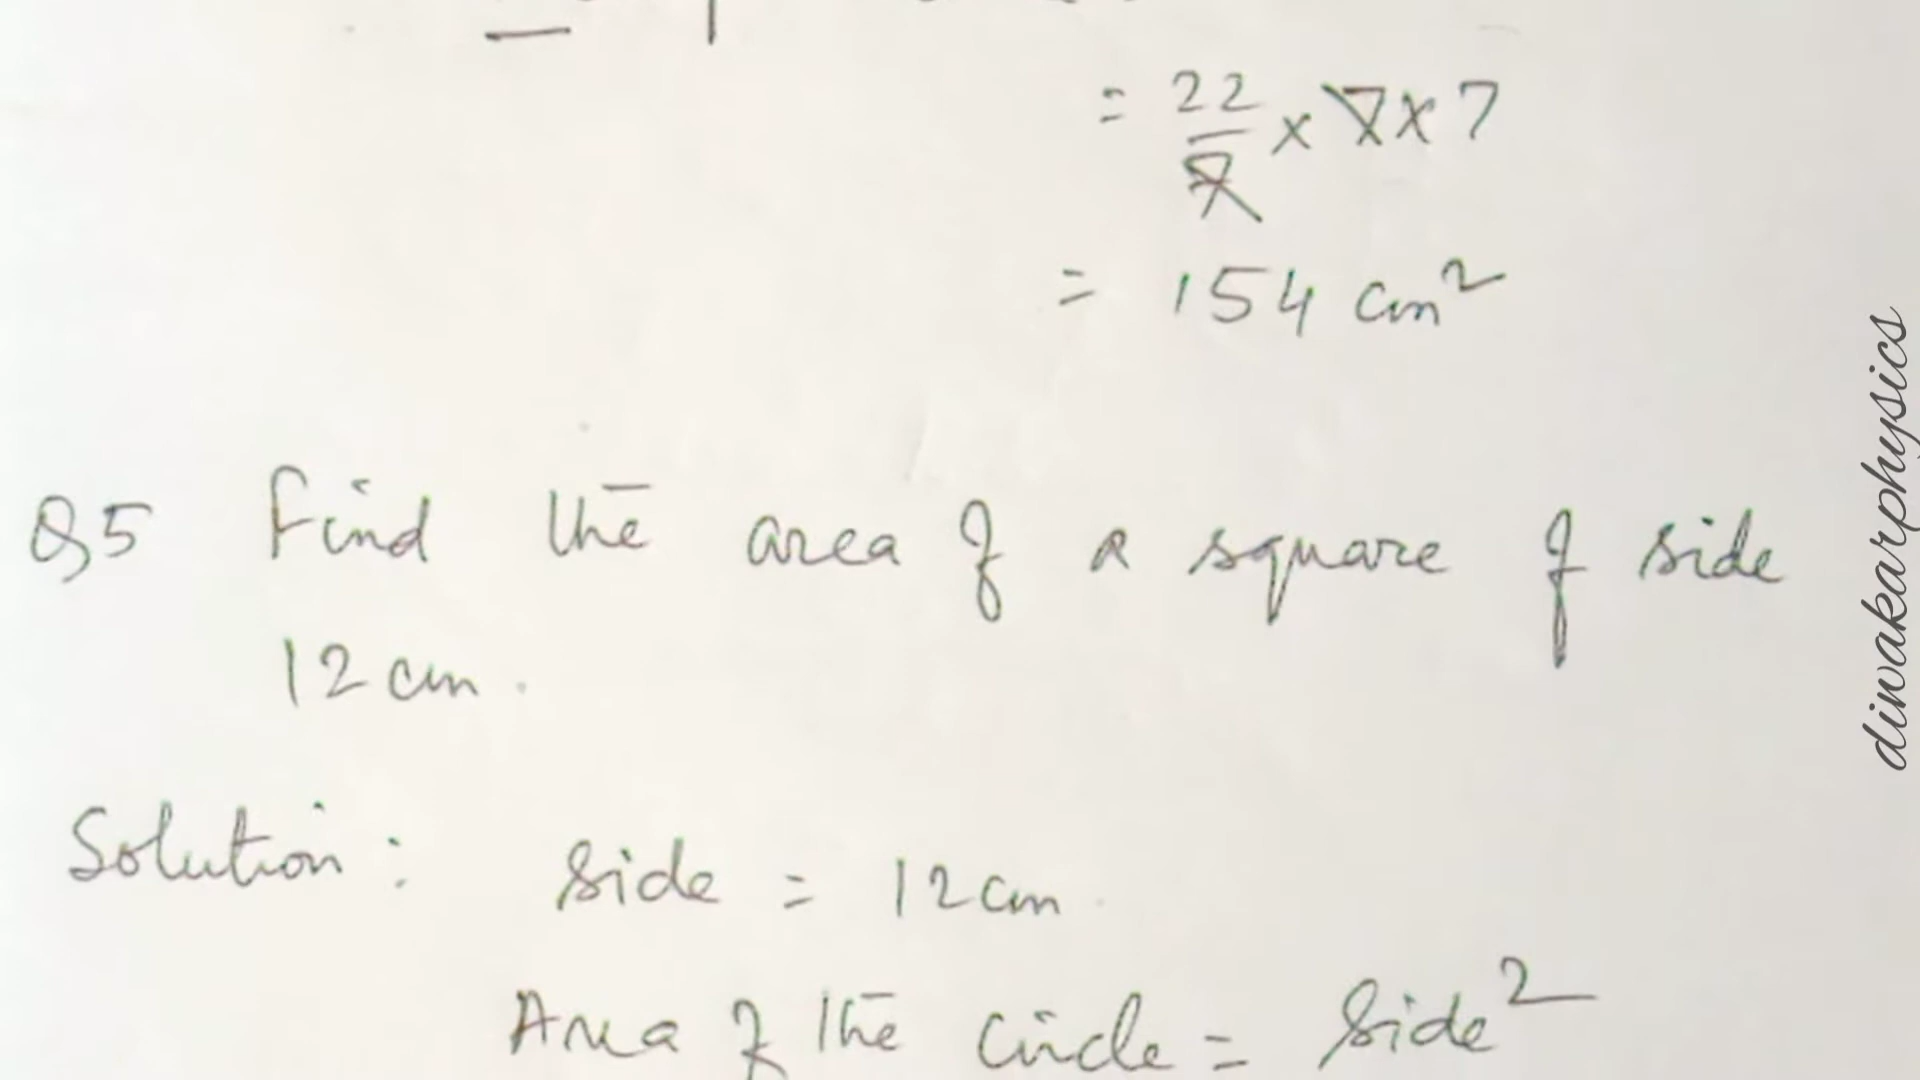 = 22/7 × 7 × 7
= 154 cm²
Q5 Find the area of a square of side
12 cm.
Solution : Side = 12 cm
Area of the Circle = Side²
diwakarphysics